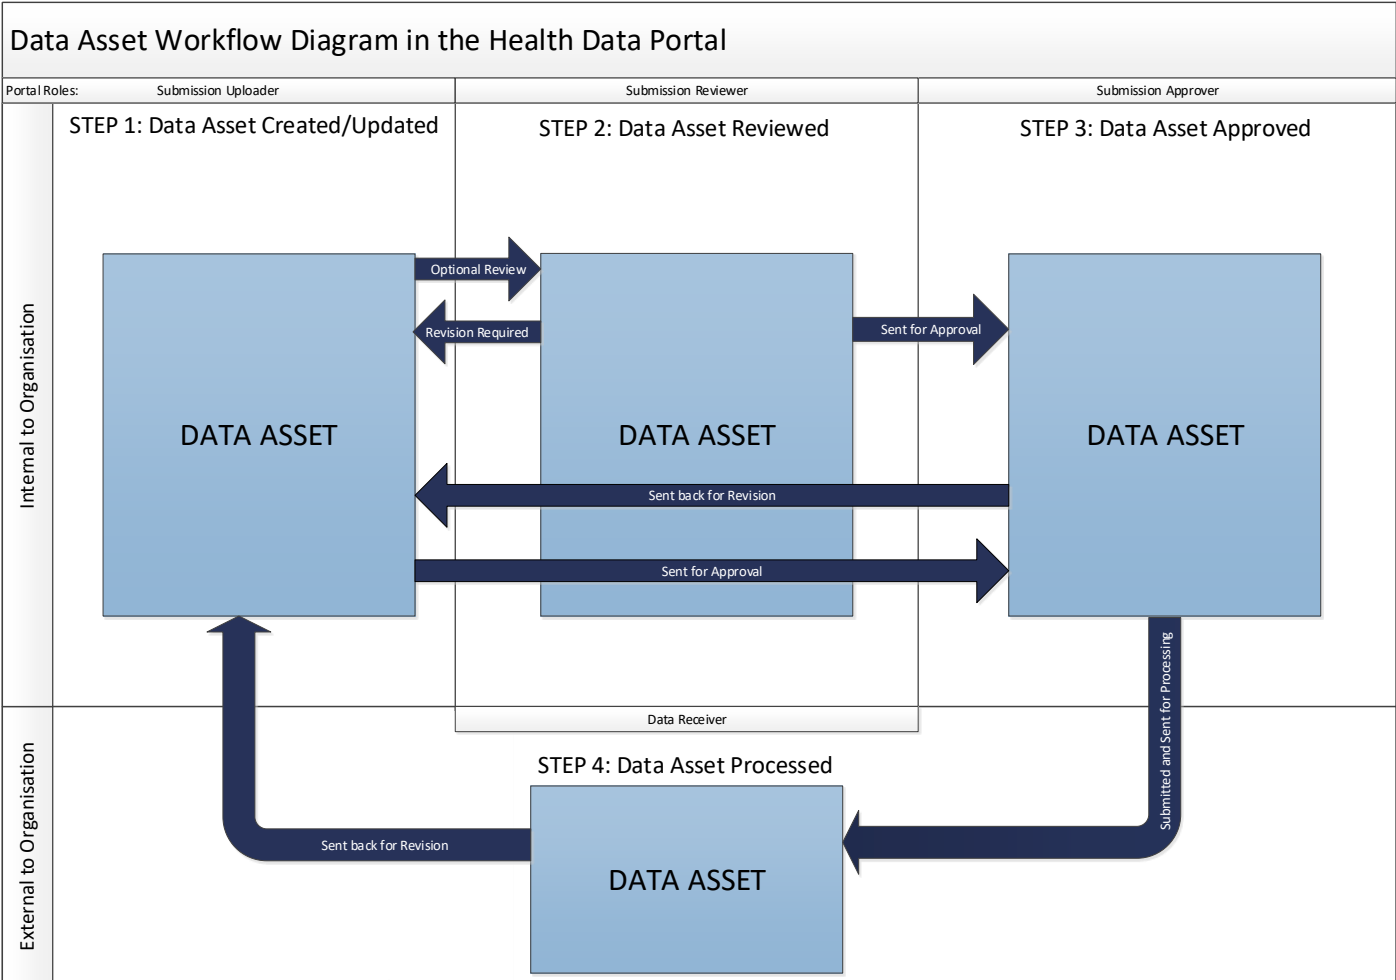 Data Asset Workflow Diagram in the Health Data Portal
Portal Roles:
Submission Uploader
Submission Reviewer
Submission Approver
STEP 1: Data Asset Created/Updated
STEP 2: Data Asset Reviewed
STEP 3: Data Asset Approved
Internal to Organisation
Optional Review
Revision Required
Sent for Approval
DATA ASSET
DATA ASSET
DATA ASSET
Sent back for Revision
Sent for Approval
Submitted and Sent for Processing
Data Receiver
External to Organisation
STEP 4: Data Asset Processed
Sent back for Revision
DATA ASSET